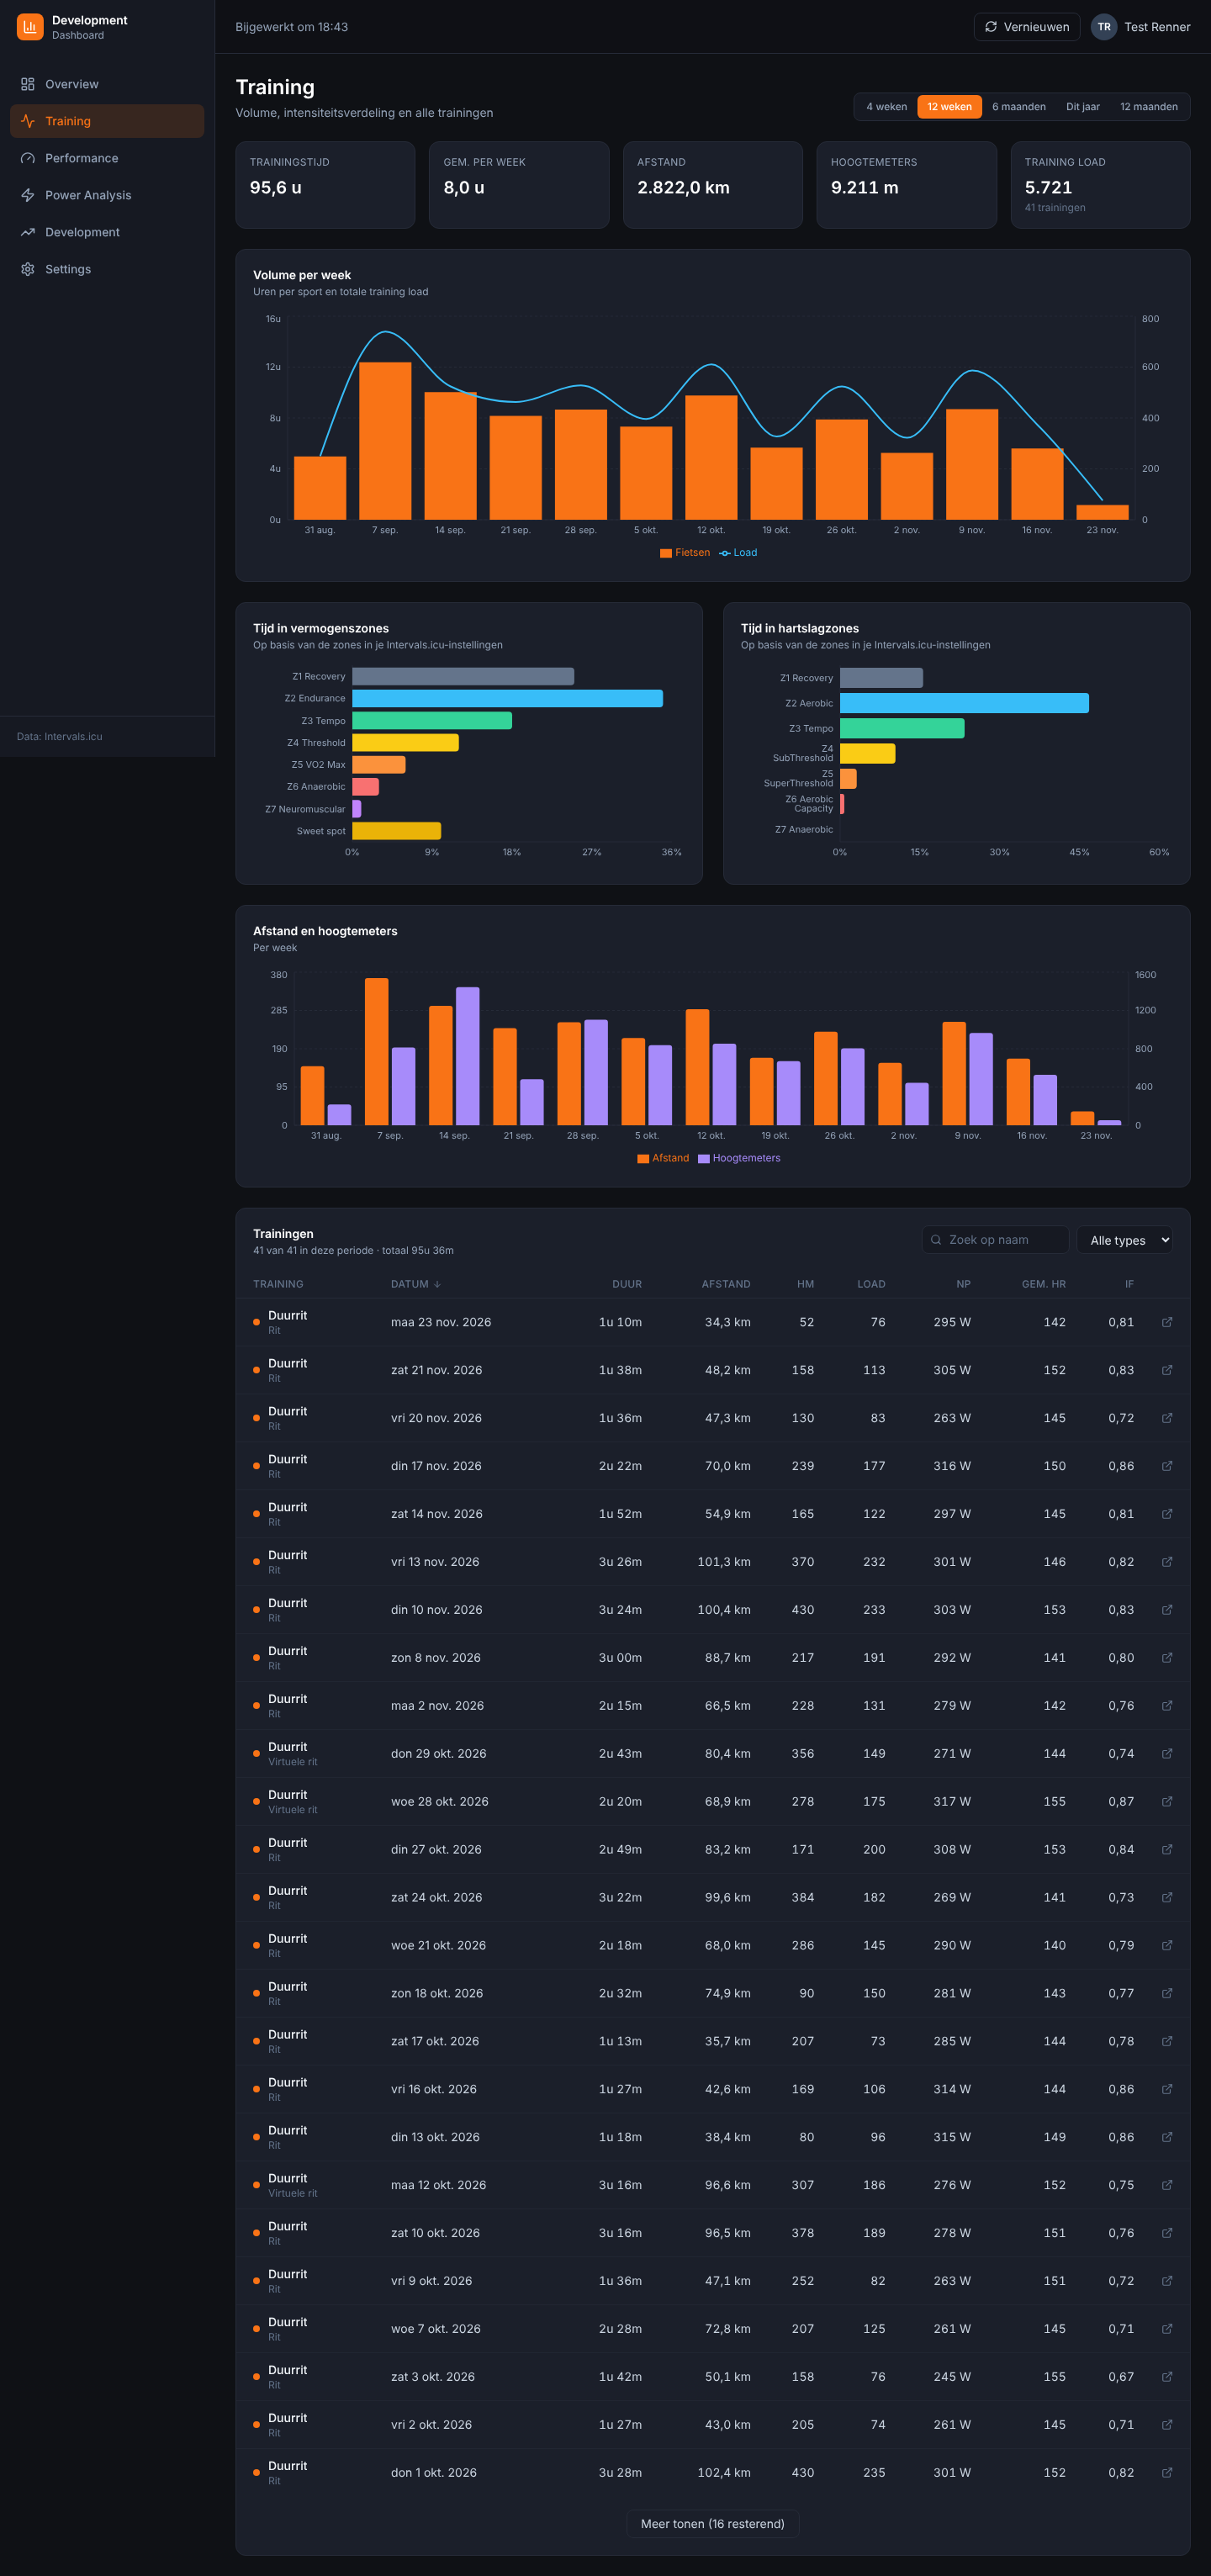 Development
Dashboard
Overview
Training
Performance
Power Analysis
Development
Settings
Data: Intervals.icu
Bijgewerkt om 18:43
Vernieuwen
TR
Test Renner
Training
Volume, intensiteitsverdeling en alle trainingen
4 weken 12 weken 6 maanden Dit jaar 12 maanden
TRAININGSTIJD
95,6 u
GEM. PER WEEK
8,0 u
AFSTAND
2.822,0 km
HOOGTEMETERS
9.211 m
TRAINING LOAD
5.721
41 trainingen
Volume per week
Uren per sport en totale training load
16u 800
12u 600
8u 400
4u 200
0u 0
31 aug. 7 sep. 14 sep. 21 sep. 28 sep. 5 okt. 12 okt. 19 okt. 26 okt. 2 nov. 9 nov. 16 nov. 23 nov.
Fietsen Load
Tijd in vermogenszones
Op basis van de zones in je Intervals.icu-instellingen
Z1 Recovery
Z2 Endurance
Z3 Tempo
Z4 Threshold
Z5 VO2 Max
Z6 Anaerobic
Z7 Neuromuscular
Sweet spot
0% 9% 18% 27% 36%
Tijd in hartslagzones
Op basis van de zones in je Intervals.icu-instellingen
Z1 Recovery
Z2 Aerobic
Z3 Tempo
Z4
SubThreshold
Z5
SuperThreshold
Z6 Aerobic
Capacity
Z7 Anaerobic
0% 15% 30% 45% 60%
Afstand en hoogtemeters
Per week
380 1600
285 1200
190 800
95 400
0 0
31 aug. 7 sep. 14 sep. 21 sep. 28 sep. 5 okt. 12 okt. 19 okt. 26 okt. 2 nov. 9 nov. 16 nov. 23 nov.
Afstand Hoogtemeters
Trainingen
41 van 41 in deze periode · totaal 95u 36m
Zoek op naam
Alle types
TRAINING DATUM ↓ DUUR AFSTAND HM LOAD NP GEM. HR IF
Duurrit maa 23 nov. 2026 1u 10m 34,3 km 52 76 295 W 142 0,81
Rit
Duurrit zat 21 nov. 2026 1u 38m 48,2 km 158 113 305 W 152 0,83
Rit
Duurrit vri 20 nov. 2026 1u 36m 47,3 km 130 83 263 W 145 0,72
Rit
Duurrit din 17 nov. 2026 2u 22m 70,0 km 239 177 316 W 150 0,86
Rit
Duurrit zat 14 nov. 2026 1u 52m 54,9 km 165 122 297 W 145 0,81
Rit
Duurrit vri 13 nov. 2026 3u 26m 101,3 km 370 232 301 W 146 0,82
Rit
Duurrit din 10 nov. 2026 3u 24m 100,4 km 430 233 303 W 153 0,83
Rit
Duurrit zon 8 nov. 2026 3u 00m 88,7 km 217 191 292 W 141 0,80
Rit
Duurrit maa 2 nov. 2026 2u 15m 66,5 km 228 131 279 W 142 0,76
Rit
Duurrit don 29 okt. 2026 2u 43m 80,4 km 356 149 271 W 144 0,74
Virtuele rit
Duurrit woe 28 okt. 2026 2u 20m 68,9 km 278 175 317 W 155 0,87
Virtuele rit
Duurrit din 27 okt. 2026 2u 49m 83,2 km 171 200 308 W 153 0,84
Rit
Duurrit zat 24 okt. 2026 3u 22m 99,6 km 384 182 269 W 141 0,73
Rit
Duurrit woe 21 okt. 2026 2u 18m 68,0 km 286 145 290 W 140 0,79
Rit
Duurrit zon 18 okt. 2026 2u 32m 74,9 km 90 150 281 W 143 0,77
Rit
Duurrit zat 17 okt. 2026 1u 13m 35,7 km 207 73 285 W 144 0,78
Rit
Duurrit vri 16 okt. 2026 1u 27m 42,6 km 169 106 314 W 144 0,86
Rit
Duurrit din 13 okt. 2026 1u 18m 38,4 km 80 96 315 W 149 0,86
Rit
Duurrit maa 12 okt. 2026 3u 16m 96,6 km 307 186 276 W 152 0,75
Virtuele rit
Duurrit zat 10 okt. 2026 3u 16m 96,5 km 378 189 278 W 151 0,76
Rit
Duurrit vri 9 okt. 2026 1u 36m 47,1 km 252 82 263 W 151 0,72
Rit
Duurrit woe 7 okt. 2026 2u 28m 72,8 km 207 125 261 W 145 0,71
Rit
Duurrit zat 3 okt. 2026 1u 42m 50,1 km 158 76 245 W 155 0,67
Rit
Duurrit vri 2 okt. 2026 1u 27m 43,0 km 205 74 261 W 145 0,71
Rit
Duurrit don 1 okt. 2026 3u 28m 102,4 km 430 235 301 W 152 0,82
Rit
Meer tonen (16 resterend)